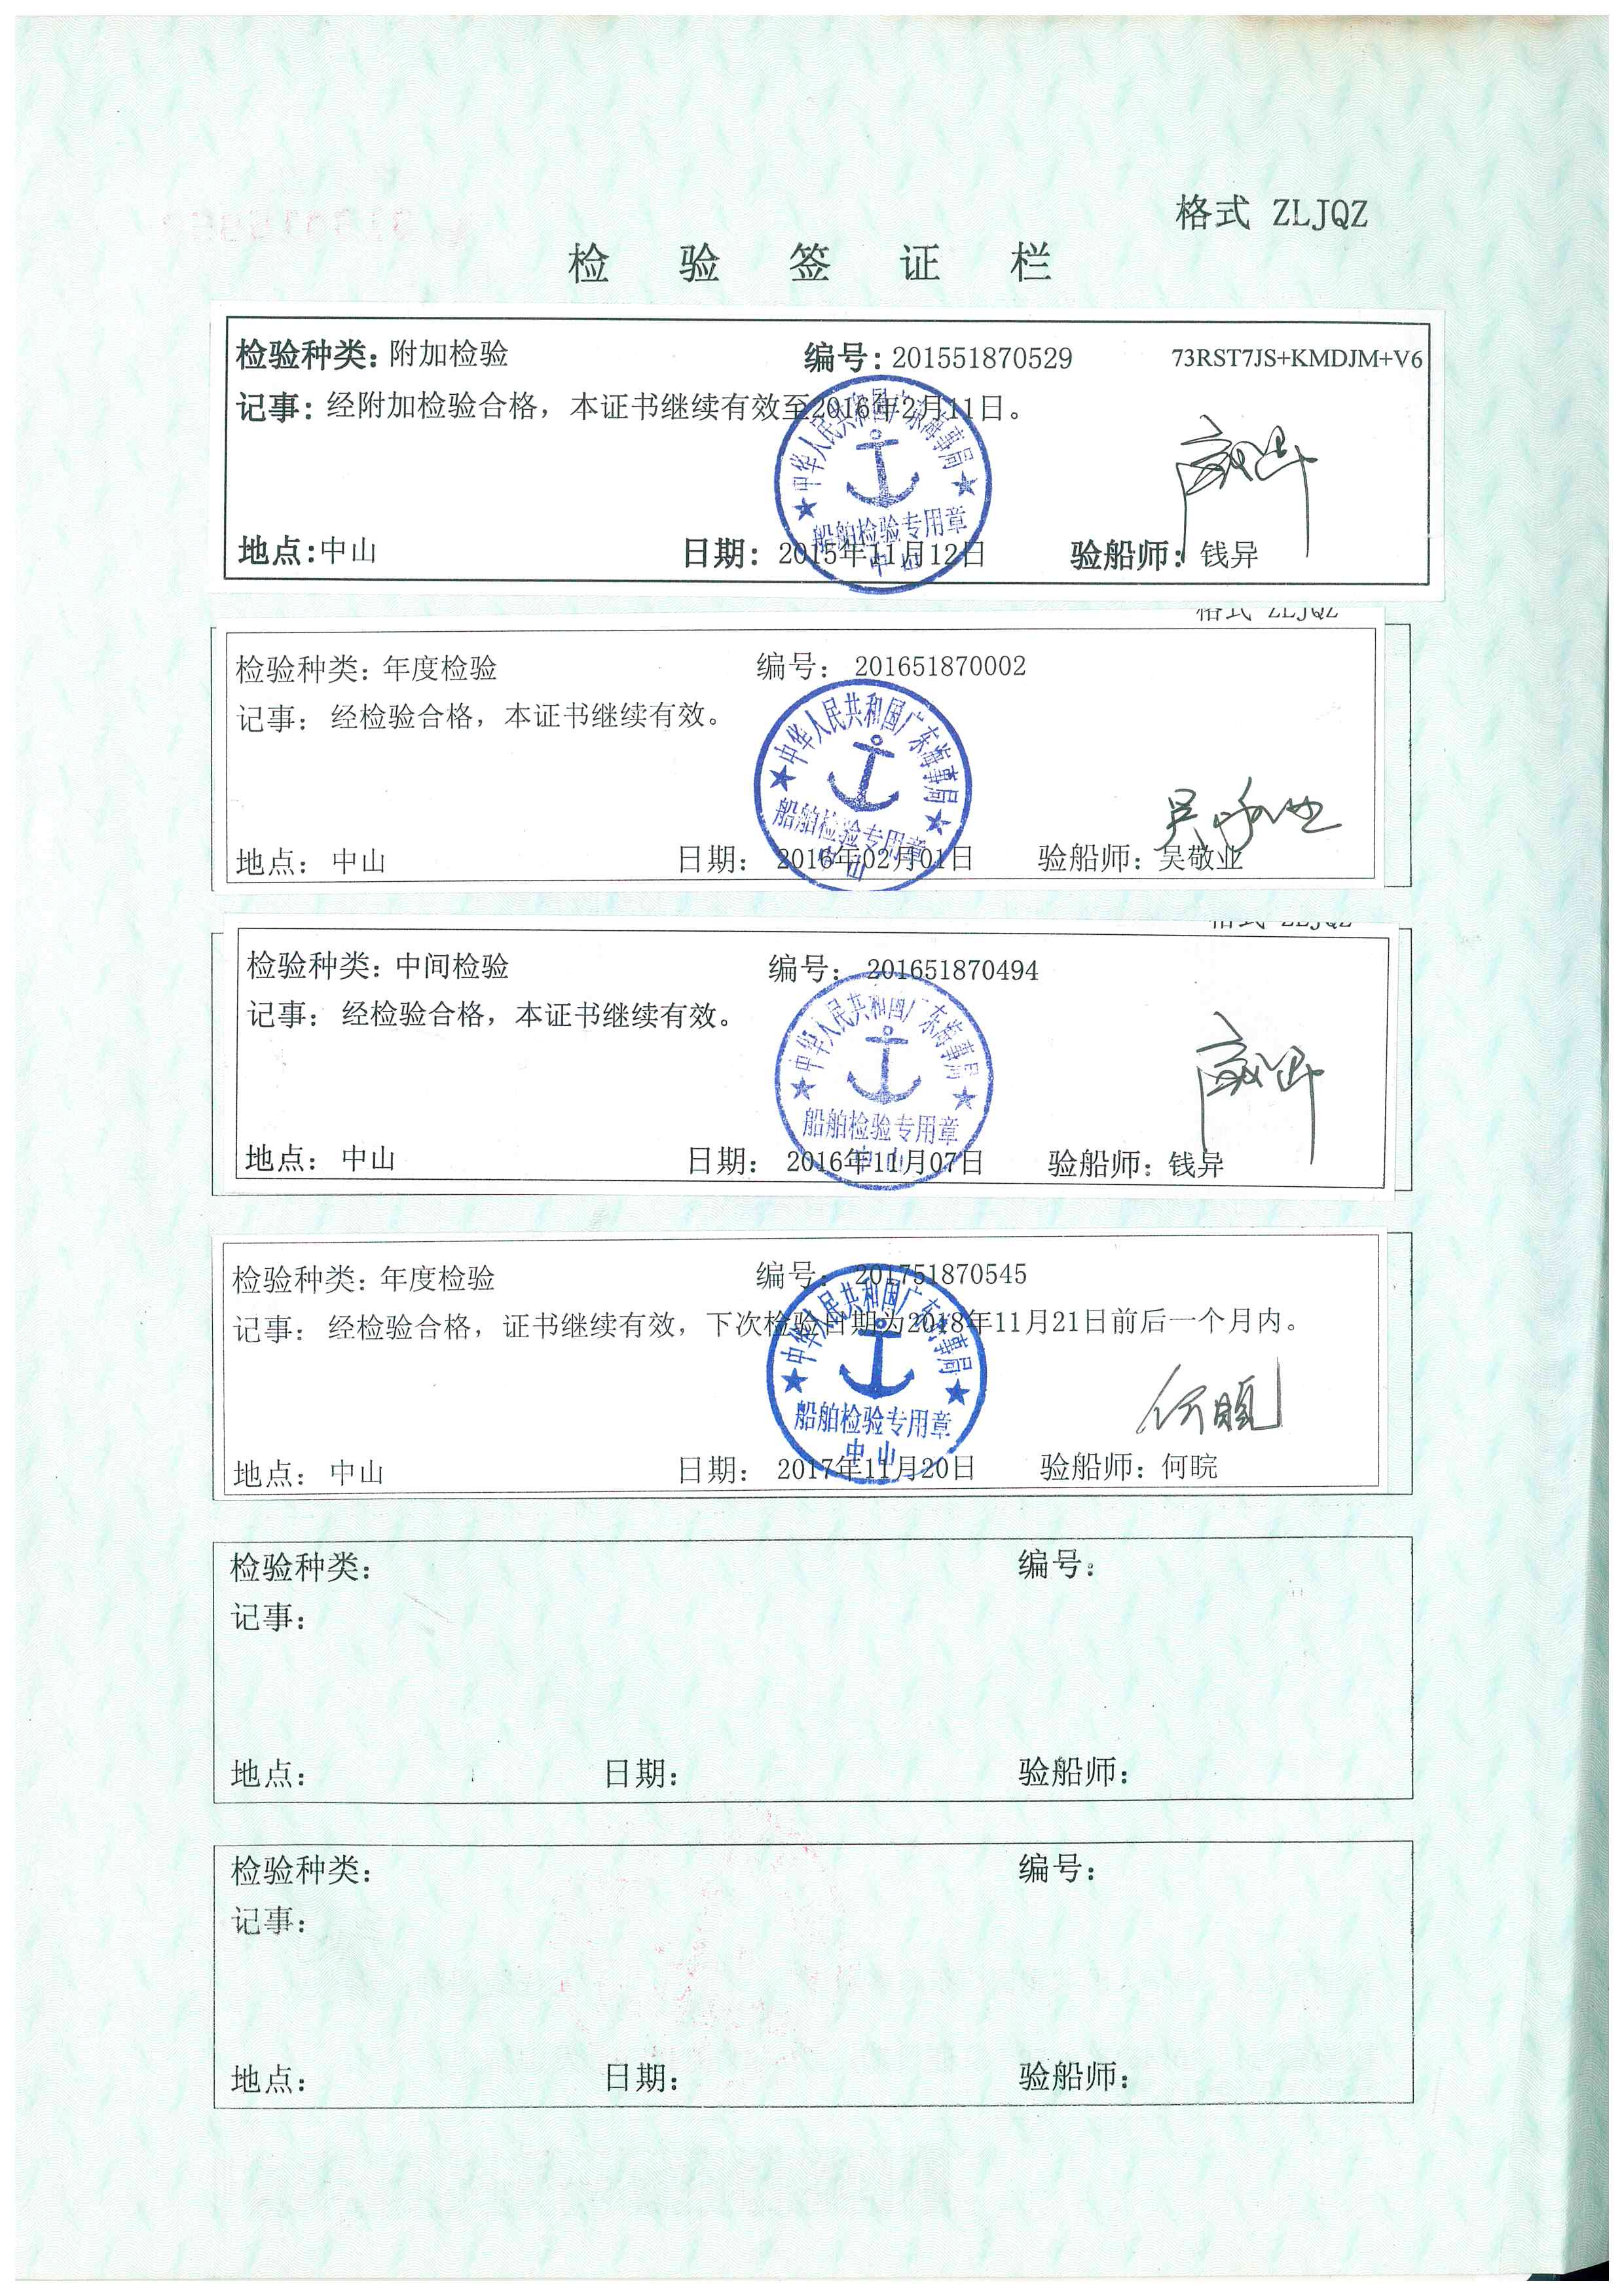 格式 ZLJQZ
检 验 签 证 栏
检验种类：附加检验 编号：201551870529 73RST7JS+KMDJM+V6
记事：经附加检验合格，本证书继续有效至2016年2月11日。
中华人民共和国广东海事局
船舶检验专用章
中山
地点：中山 日期：2015年11月12日 验船师：钱异
格式 ZLJQZ
检验种类：年度检验 编号：201651870002
记事：经检验合格，本证书继续有效。
中华人民共和国广东海事局
船舶检验专用章
中山
地点：中山 日期：2016年02月01日 验船师：吴敬业
格式 ZLJQZ
检验种类：中间检验 编号：201651870494
记事：经检验合格，本证书继续有效。
中华人民共和国广东海事局
船舶检验专用章
中山
地点：中山 日期：2016年11月07日 验船师：钱异
检验种类：年度检验 编号：201751870545
记事：经检验合格，证书继续有效，下次检验日期为2018年11月21日前后一个月内。
中华人民共和国广东海事局
船舶检验专用章
中山
何晥
地点：中山 日期：2017年11月20日 验船师：何晥
检验种类： 编号：
记事：
地点： 日期： 验船师：
检验种类： 编号：
记事：
地点： 日期： 验船师：